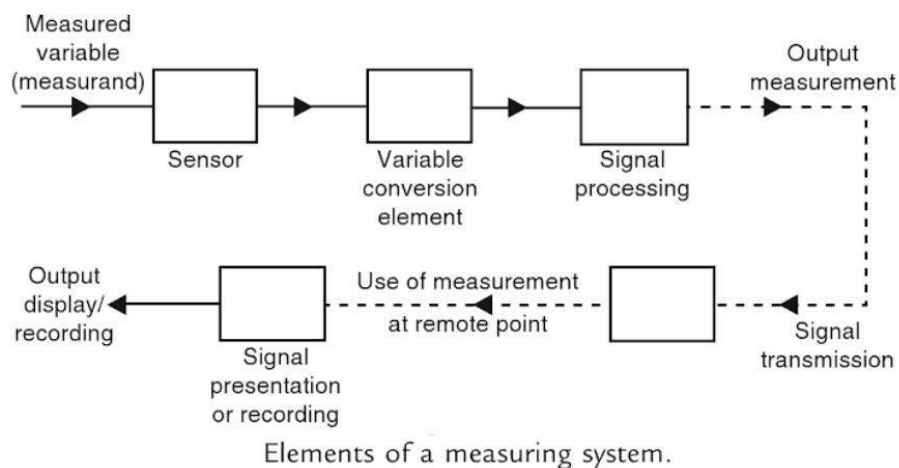 Measured
variable
(measurand)
Sensor
Variable
conversion
element
Signal
processing
Output
measurement
Output
display/
recording
Signal
presentation
or recording
Use of measurement
at remote point
Signal
transmission
Elements of a measuring system.